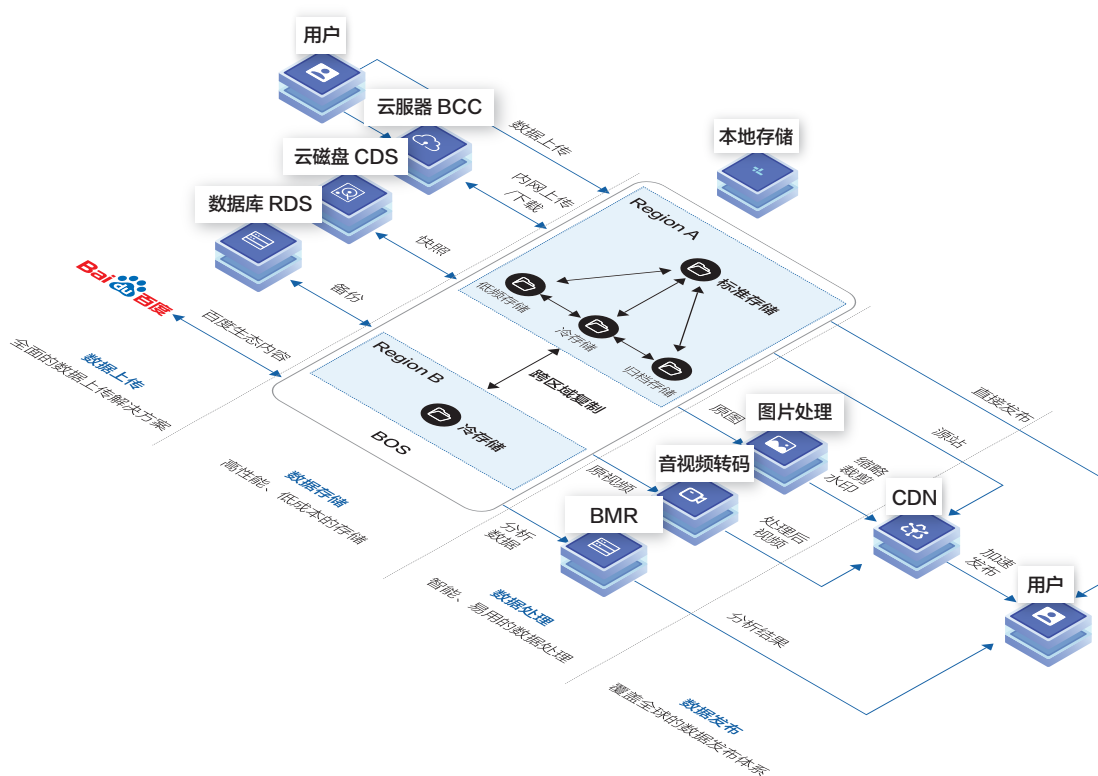 用户
云服器 BCC
云磁盘 CDS
数据库 RDS
Baidu百度
数据上传
内网上传
/下载
快照
备份
百度生态内容
数据上传
全面的数据上传解决方案
本地存储
Region A
标准存储
低频存储
冷存储
归档存储
跨区域复制
Region B
冷存储
BOS
数据存储
高性能、低成本的存储
原图
图片处理
原视频
音视频转码
分析
数据
BMR
缩略
裁剪
水印
处理后
视频
数据处理
智能、易用的数据处理
直接发布
源站
CDN
加速
发布
用户
分析结果
数据发布
覆盖全球的数据发布体系